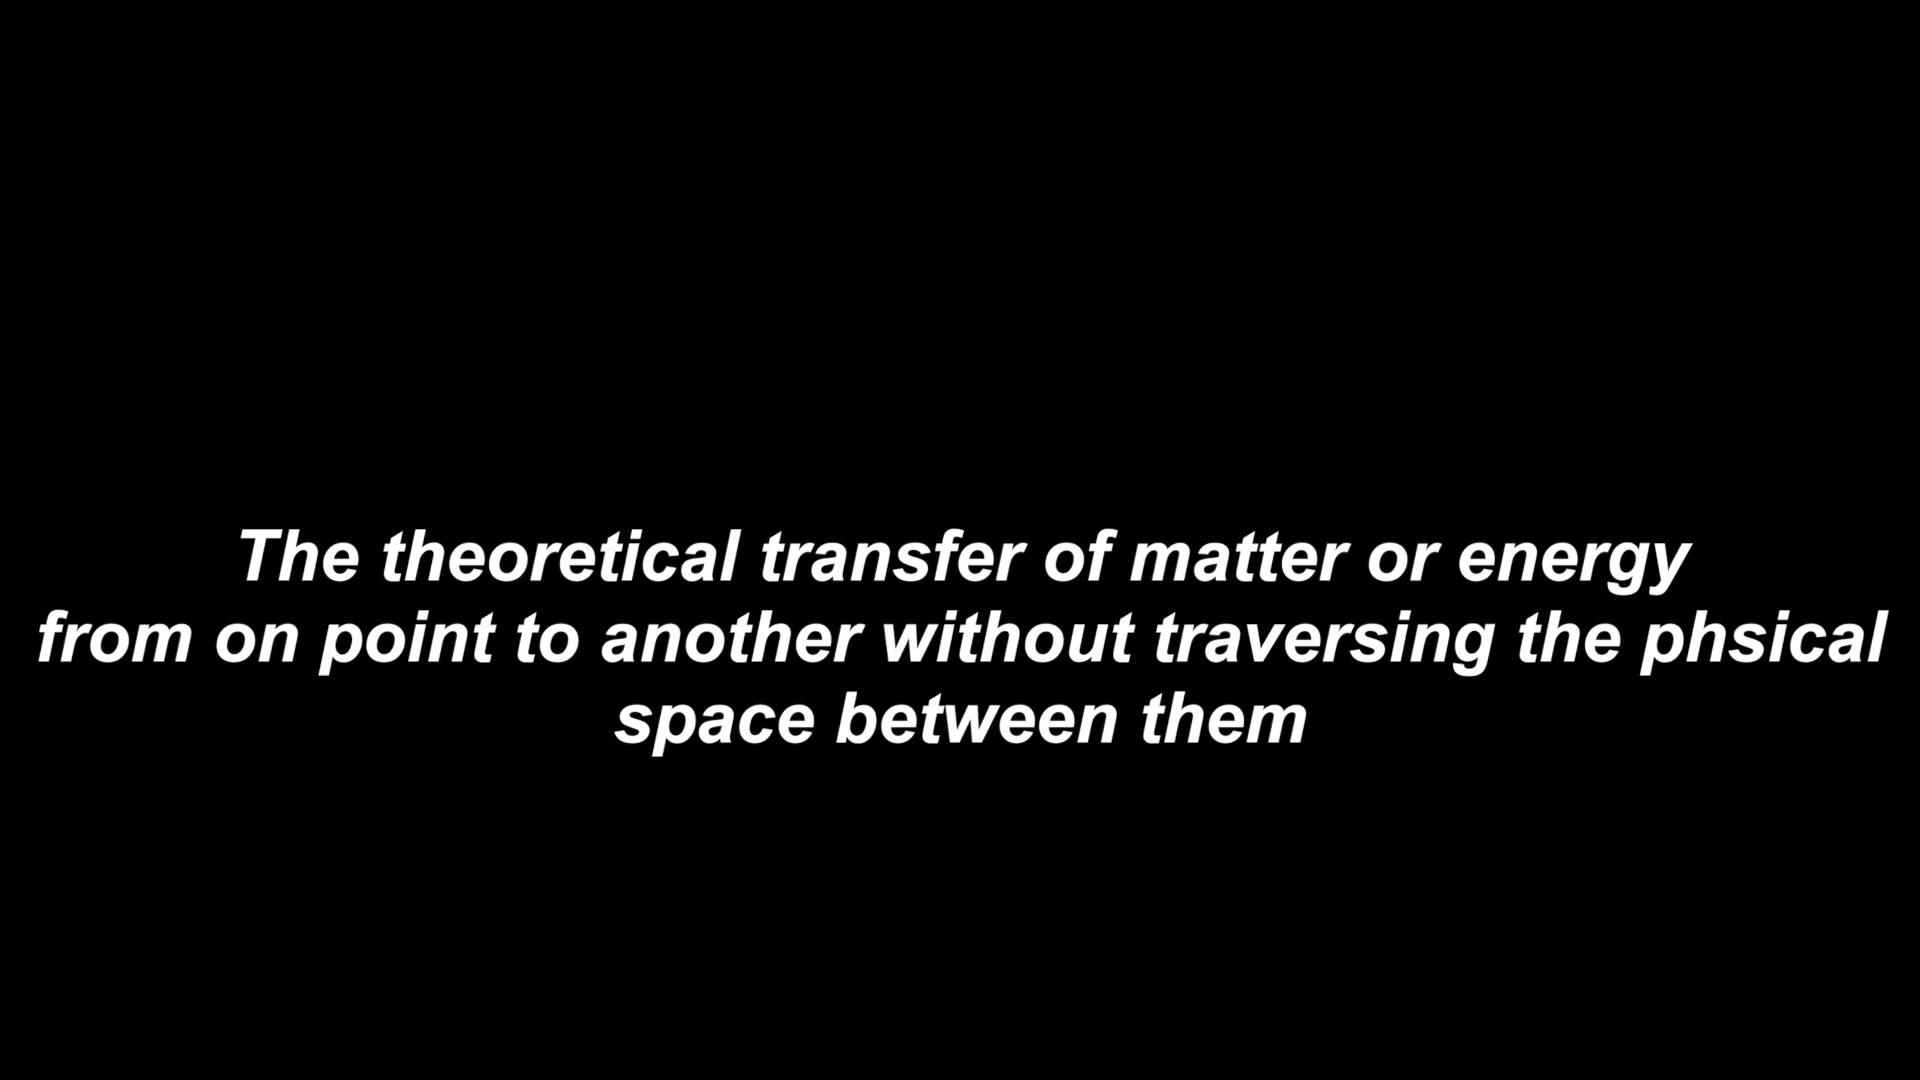 The theoretical transfer of matter or energy
from on point to another without traversing the phsical
space between them